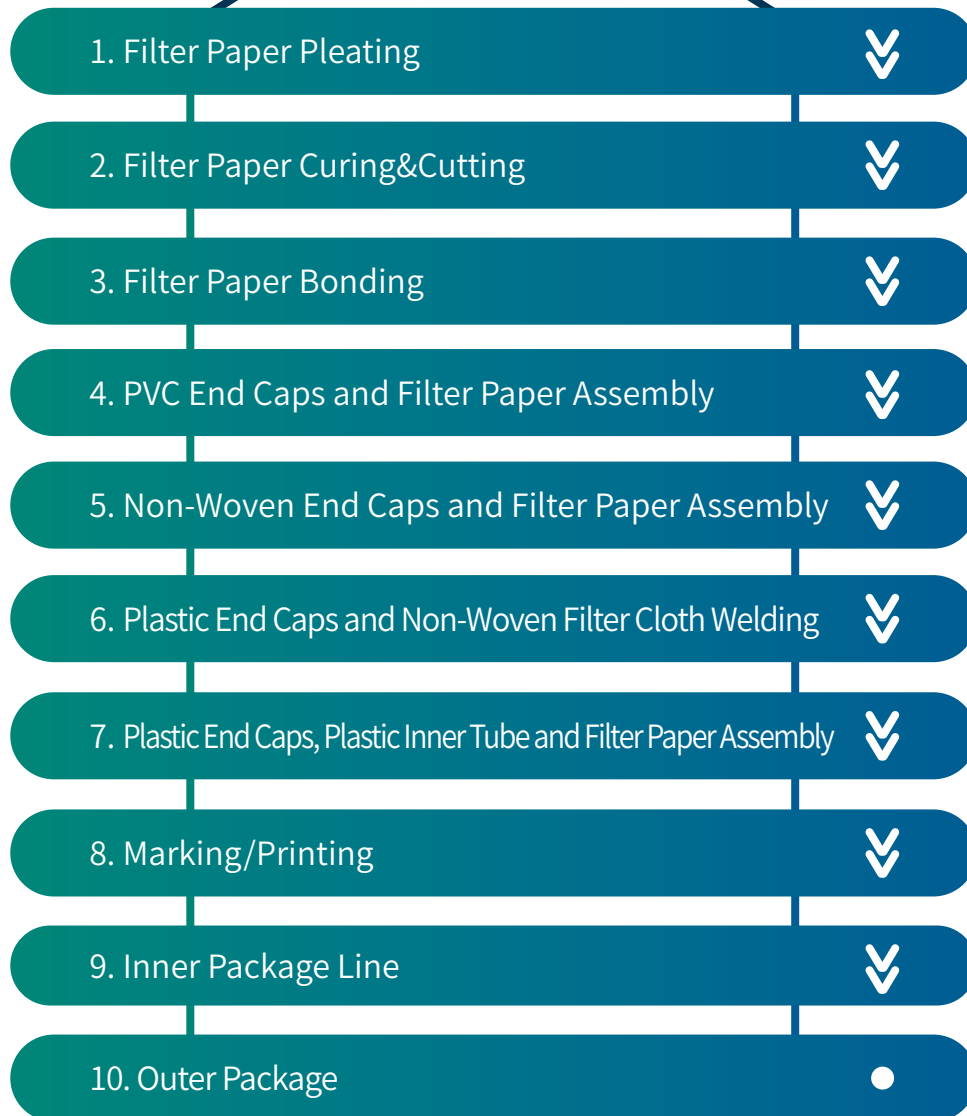 1. Filter Paper Pleating
2. Filter Paper Curing&Cutting
3. Filter Paper Bonding
4. PVC End Caps and Filter Paper Assembly
5. Non-Woven End Caps and Filter Paper Assembly
6. Plastic End Caps and Non-Woven Filter Cloth Welding
7. Plastic End Caps, Plastic Inner Tube and Filter Paper Assembly
8. Marking/Printing
9. Inner Package Line
10. Outer Package